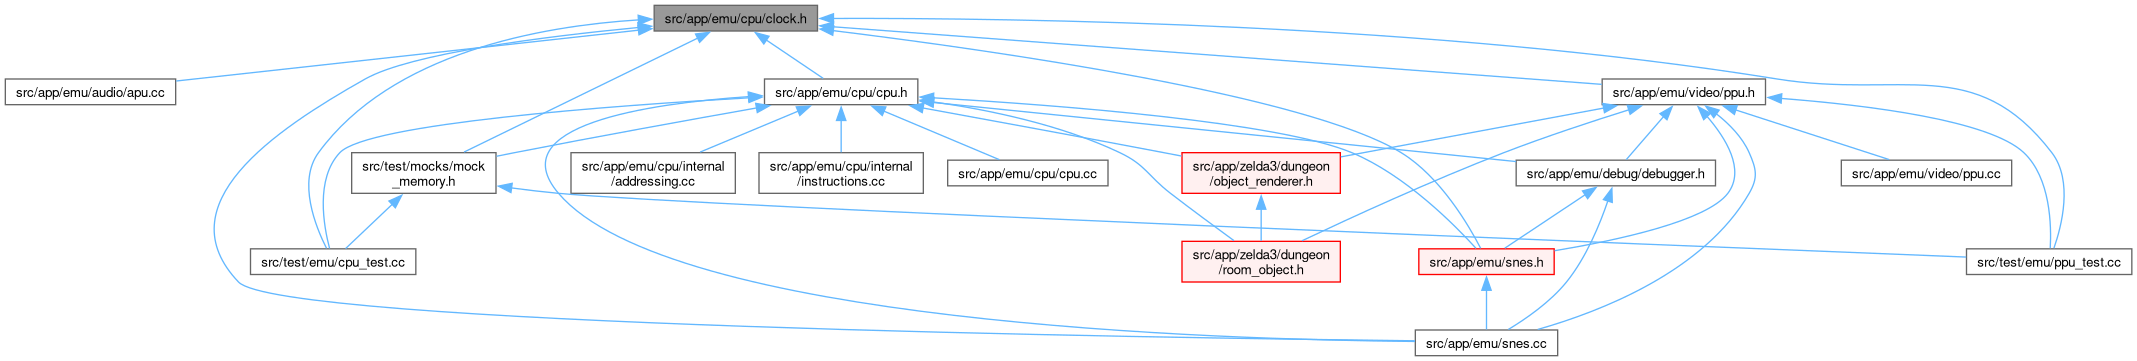 src/app/emu/cpu/clock.h
src/app/emu/audio/apu.cc
src/app/emu/cpu/cpu.h
src/app/emu/video/ppu.h
src/test/mocks/mock
_memory.h
src/app/emu/cpu/internal
/addressing.cc
src/app/emu/cpu/internal
/instructions.cc
src/app/emu/cpu/cpu.cc
src/app/zelda3/dungeon
/object_renderer.h
src/app/emu/debug/debugger.h
src/app/emu/video/ppu.cc
src/test/emu/cpu_test.cc
src/app/zelda3/dungeon
/room_object.h
src/app/emu/snes.h
src/test/emu/ppu_test.cc
src/app/emu/snes.cc